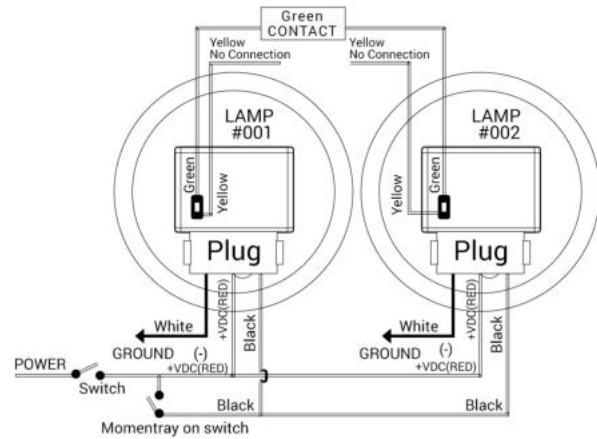 Green
CONTACT
Yellow
No Connection
Yellow
No Connection
LAMP
#001
LAMP
#002
Green
Yellow
Green
Yellow
Plug
Plug
White
+VDC(RED)
Black
White
+VDC(RED)
Black
GROUND (-)
GROUND (-)
POWER
+VDC(RED)
+VDC(RED)
Switch
Black
Black
Momentray on switch